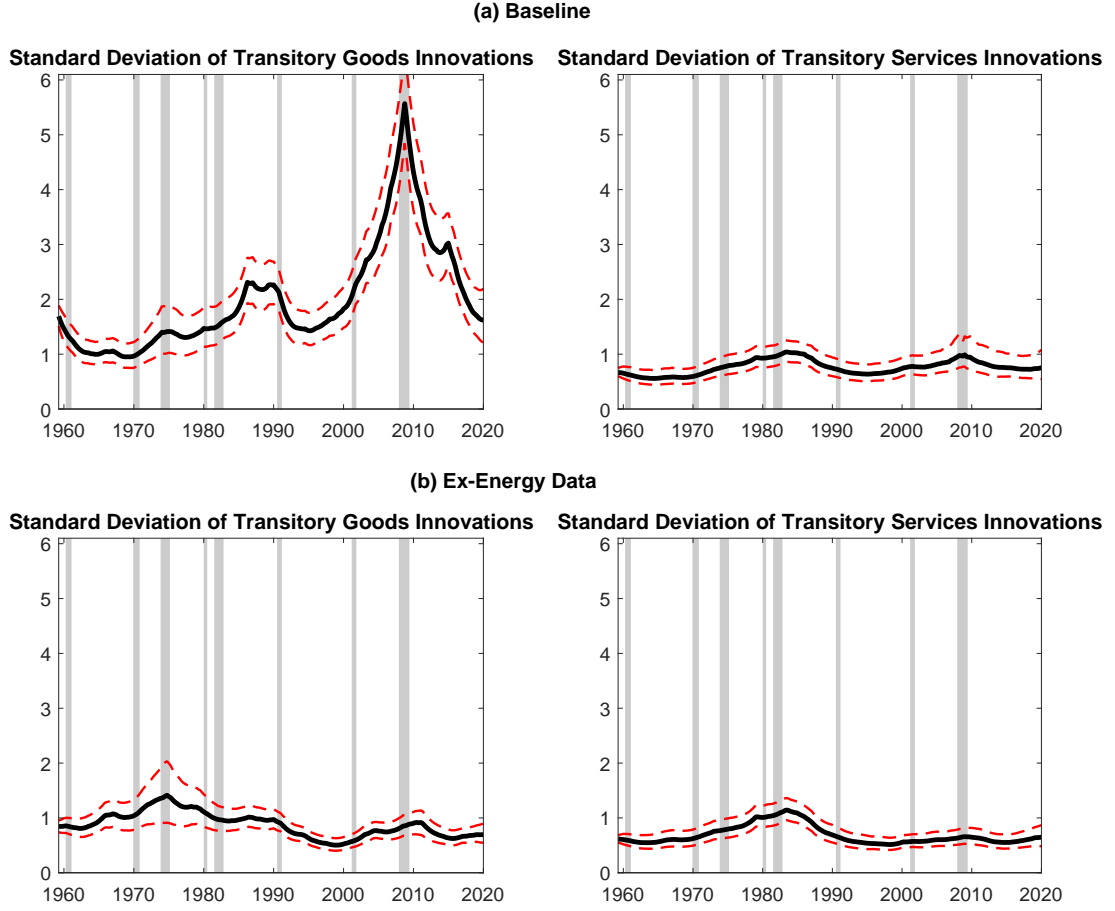 (a) Baseline
Standard Deviation of Transitory Goods Innovations
6
5
4
3
2
1
0
1960 1970 1980 1990 2000 2010 2020
Standard Deviation of Transitory Services Innovations
6
5
4
3
2
1
0
1960 1970 1980 1990 2000 2010 2020
(b) Ex-Energy Data
Standard Deviation of Transitory Goods Innovations
6
5
4
3
2
1
0
1960 1970 1980 1990 2000 2010 2020
Standard Deviation of Transitory Services Innovations
6
5
4
3
2
1
0
1960 1970 1980 1990 2000 2010 2020